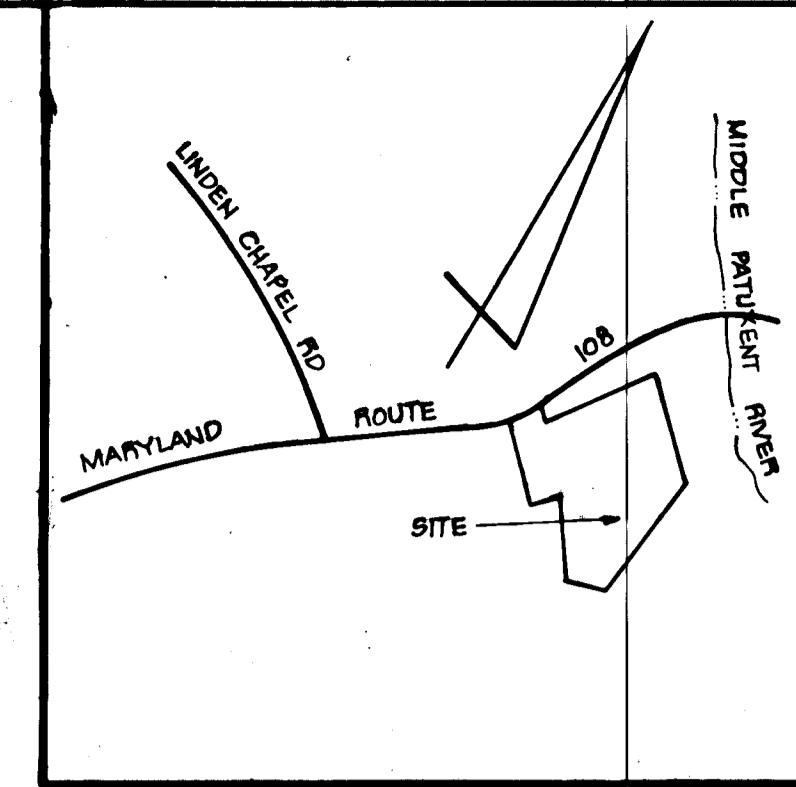 LINDEN CHAPEL RD
MIDDLE PATUXENT RIVER
MARYLAND ROUTE 108
SITE